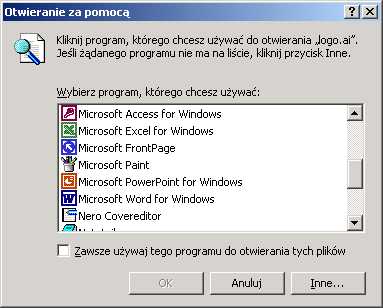 Otwieranie za pomocą
Kliknij program, którego chcesz używać do otwierania „logo.ai”.
Jeśli żądanego programu nie ma na liście, kliknij przycisk Inne.
Wybierz program, którego chcesz używać:
Microsoft Access for Windows
Microsoft Excel for Windows
Microsoft FrontPage
Microsoft Paint
Microsoft PowerPoint for Windows
Microsoft Word for Windows
Nero Covereditor
Zawsze używaj tego programu do otwierania tych plików
OK
Anuluj
Inne...